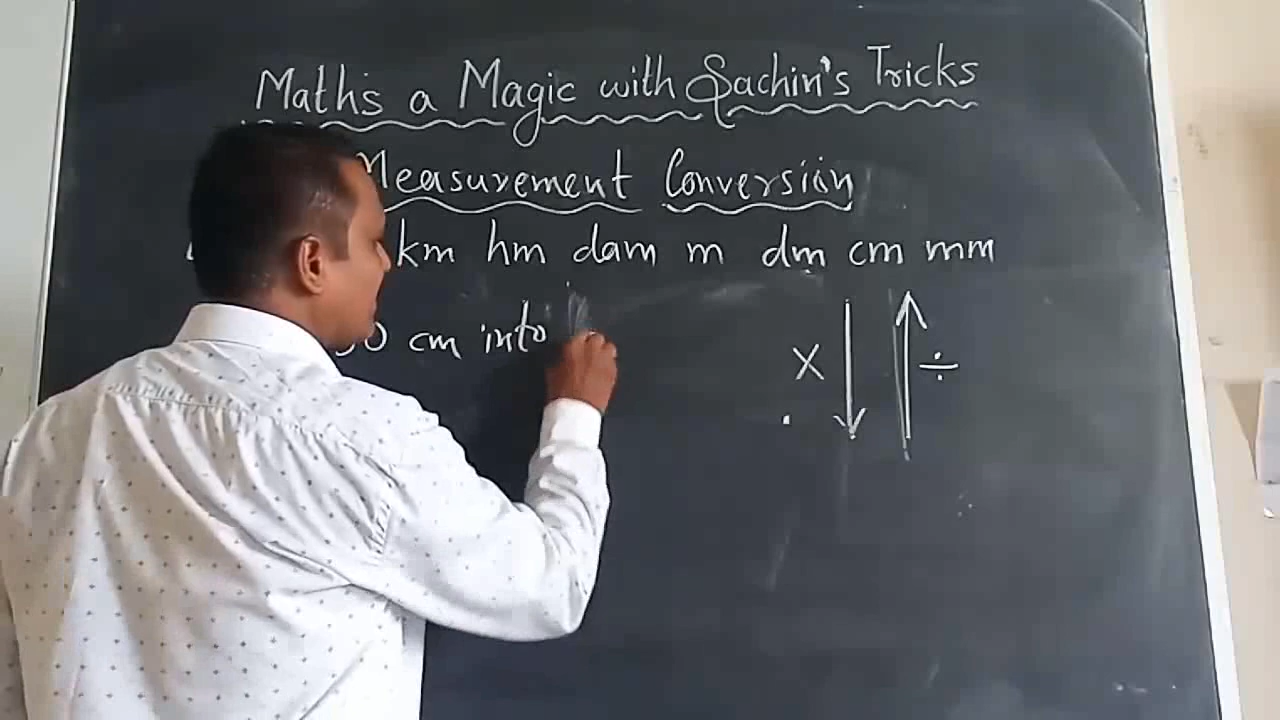 Maths a Magic with Sachin's Tricks
Measurement Conversion
km hm dam m dm cm mm
cm into
× ÷